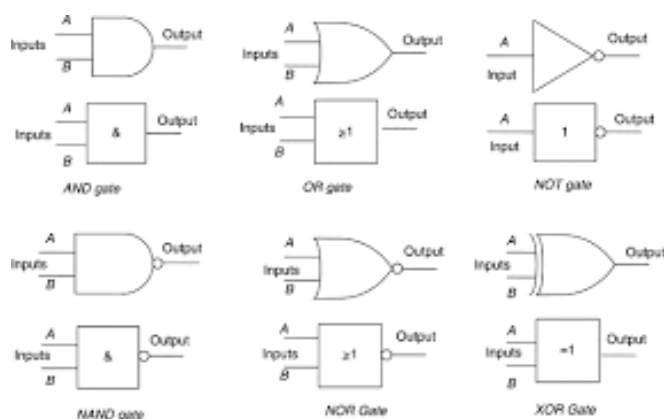 A
Inputs
B
Output
A
Inputs
B
&
Output
AND gate
A
Inputs
B
Output
A
Inputs
B
≥1
Output
OR gate
A
Input
Output
A
Input
1
Output
NOT gate
A
Inputs
B
Output
A
Inputs
B
&
Output
NAND gate
A
Inputs
B
Output
A
Inputs
B
≥1
Output
NOR Gate
A
Inputs
B
Output
A
Inputs
B
=1
Output
XOR Gate